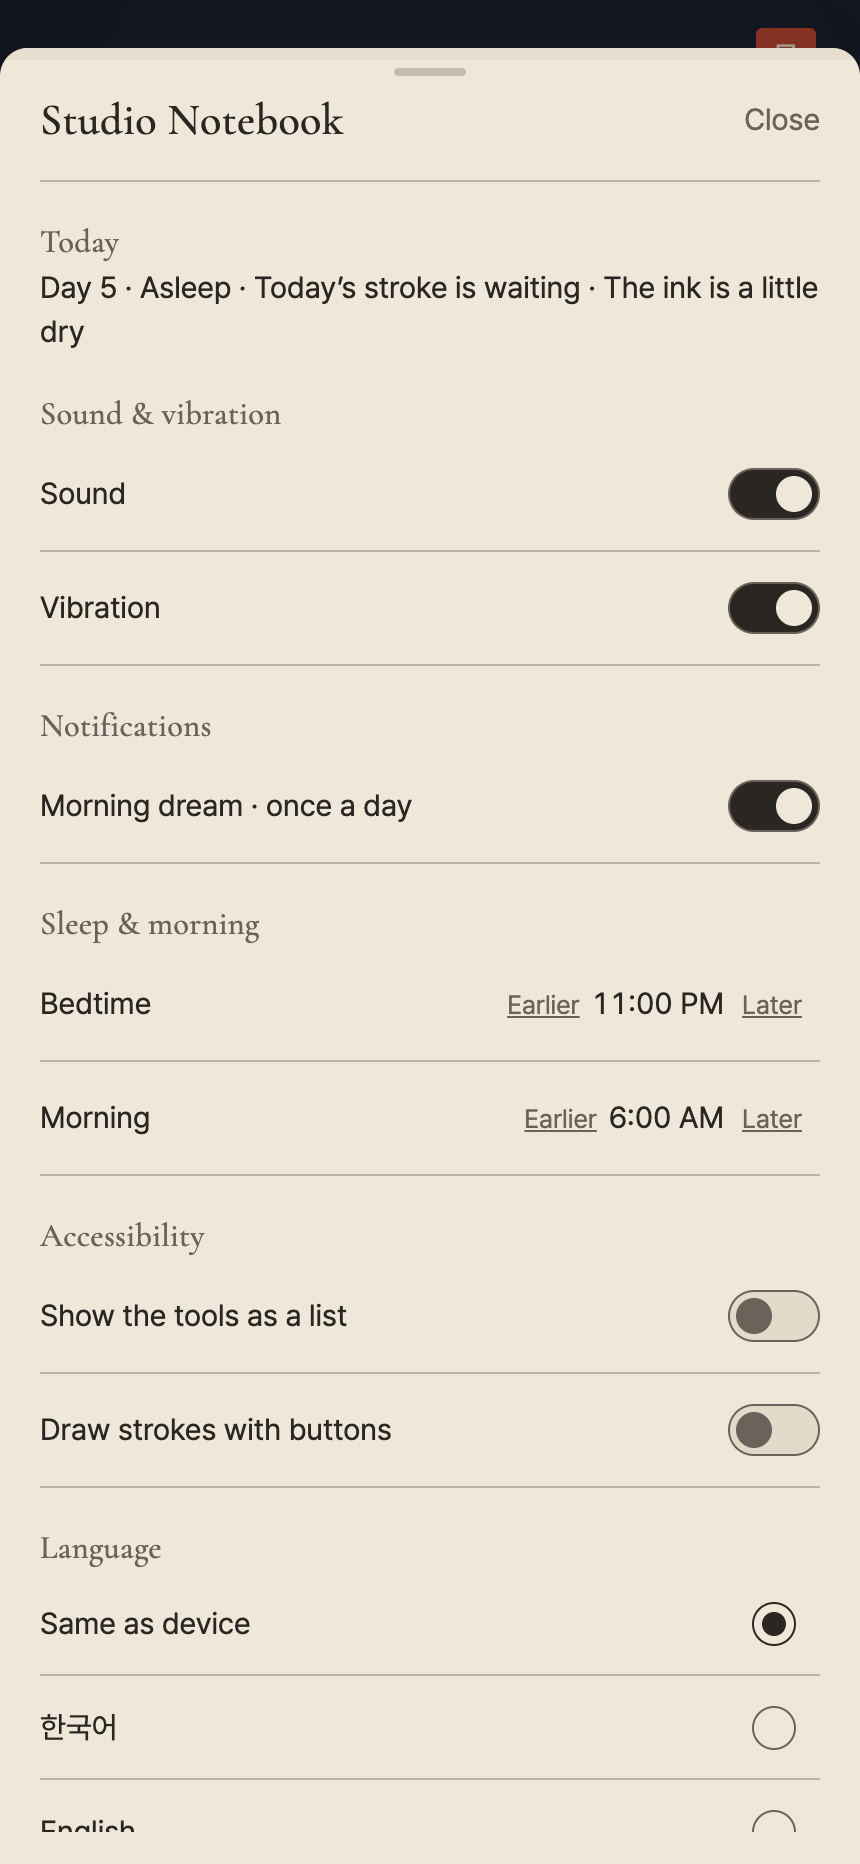 Studio Notebook
Close
Today
Day 5 · Asleep · Today’s stroke is waiting · The ink is a little
dry
Sound & vibration
Sound
Vibration
Notifications
Morning dream · once a day
Sleep & morning
Bedtime Earlier 11:00 PM Later
Morning Earlier 6:00 AM Later
Accessibility
Show the tools as a list
Draw strokes with buttons
Language
Same as device
한국어
English